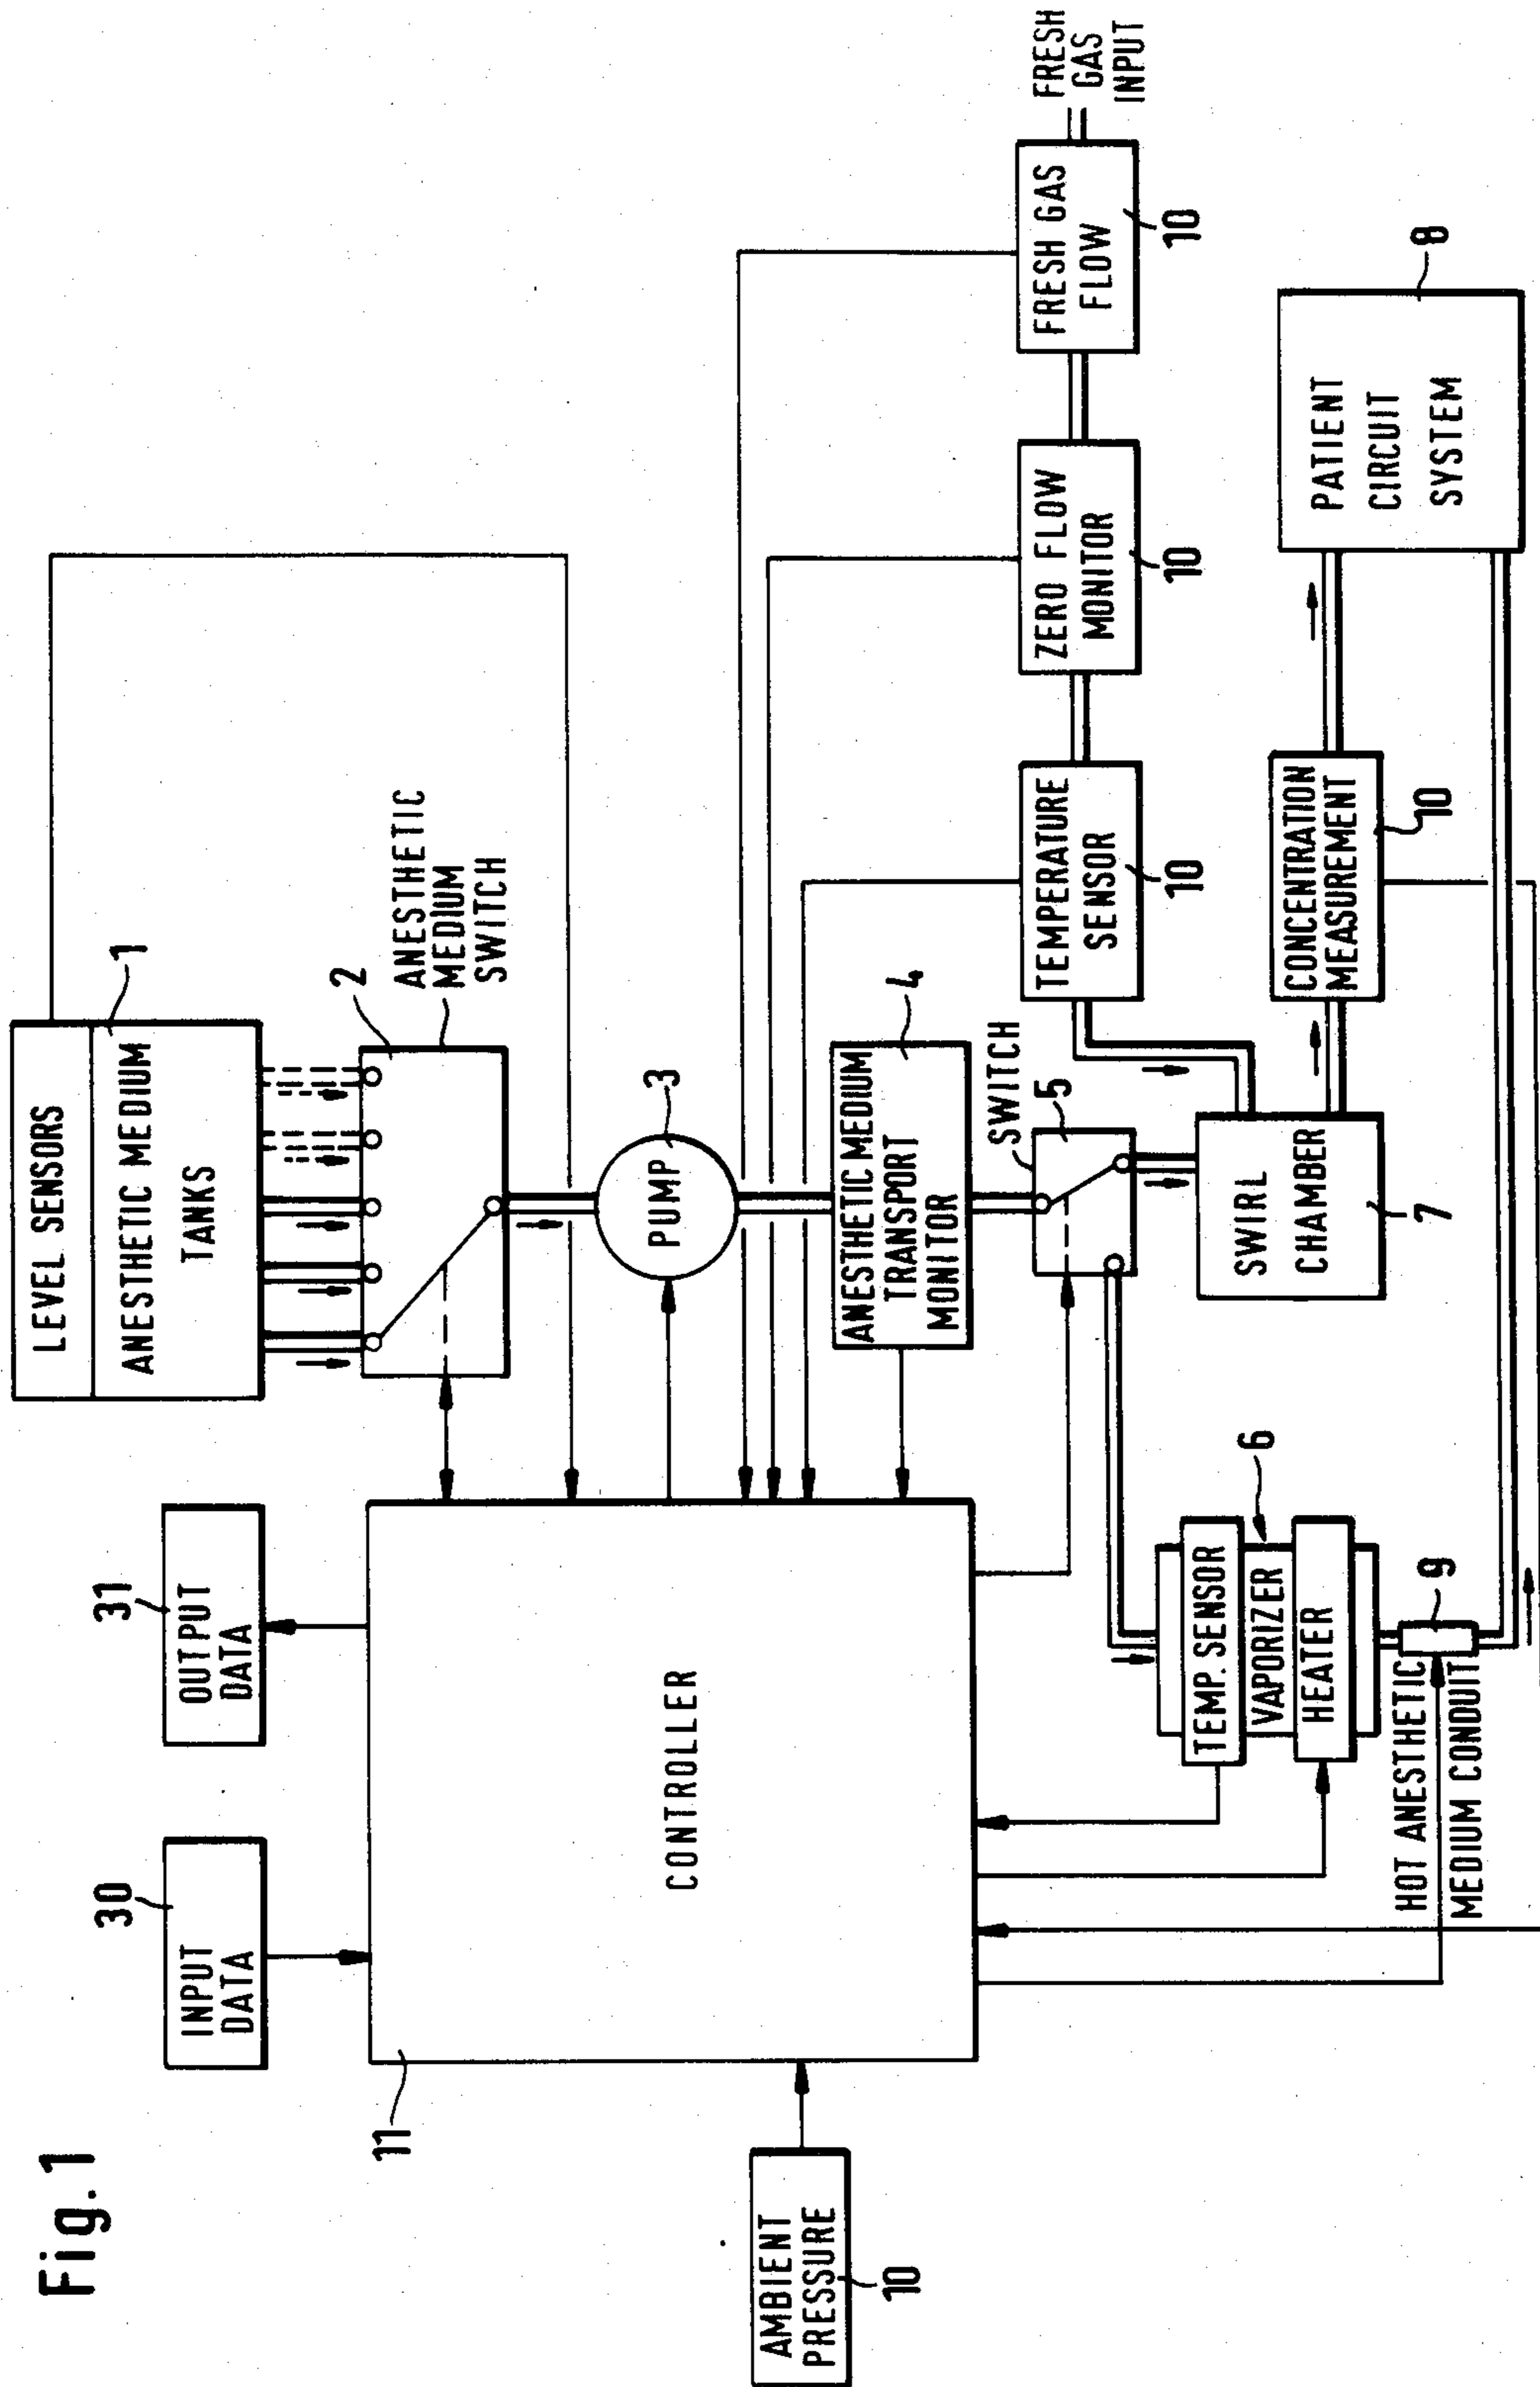 Fig. 1
INPUT
DATA
30
OUTPUT
DATA
31
LEVEL SENSORS
ANESTHETIC MEDIUM
TANKS
1
2
ANESTHETIC
MEDIUM
SWITCH
11
CONTROLLER
PUMP
3
AMBIENT
PRESSURE
10
ANESTHETIC MEDIUM
TRANSPORT
MONITOR
4
SWITCH
5
TEMPERATURE
SENSOR
10
ZERO FLOW
MONITOR
10
FRESH GAS
FLOW
10
FRESH
GAS
INPUT
TEMP. SENSOR
VAPORIZER
HEATER
6
SWIRL
CHAMBER
7
CONCENTRATION
MEASUREMENT
10
PATIENT
CIRCUIT
SYSTEM
8
HOT ANESTHETIC
MEDIUM CONDUIT
9